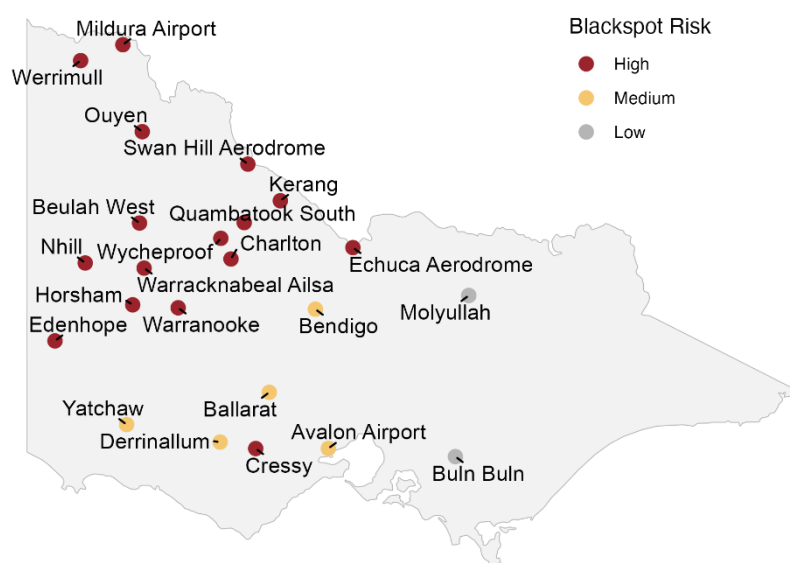 Mildura Airport
Werrimull
Ouyen
Swan Hill Aerodrome
Kerang
Beulah West
Quambatook South
Nhill
Wycheproof
Charlton
Echuca Aerodrome
Warracknabeal Ailsa
Horsham
Warranooke
Edenhope
Bendigo
Molyullah
Yatchaw
Ballarat
Derrinallum
Avalon Airport
Cressy
Buln Buln
Blackspot Risk
High
Medium
Low